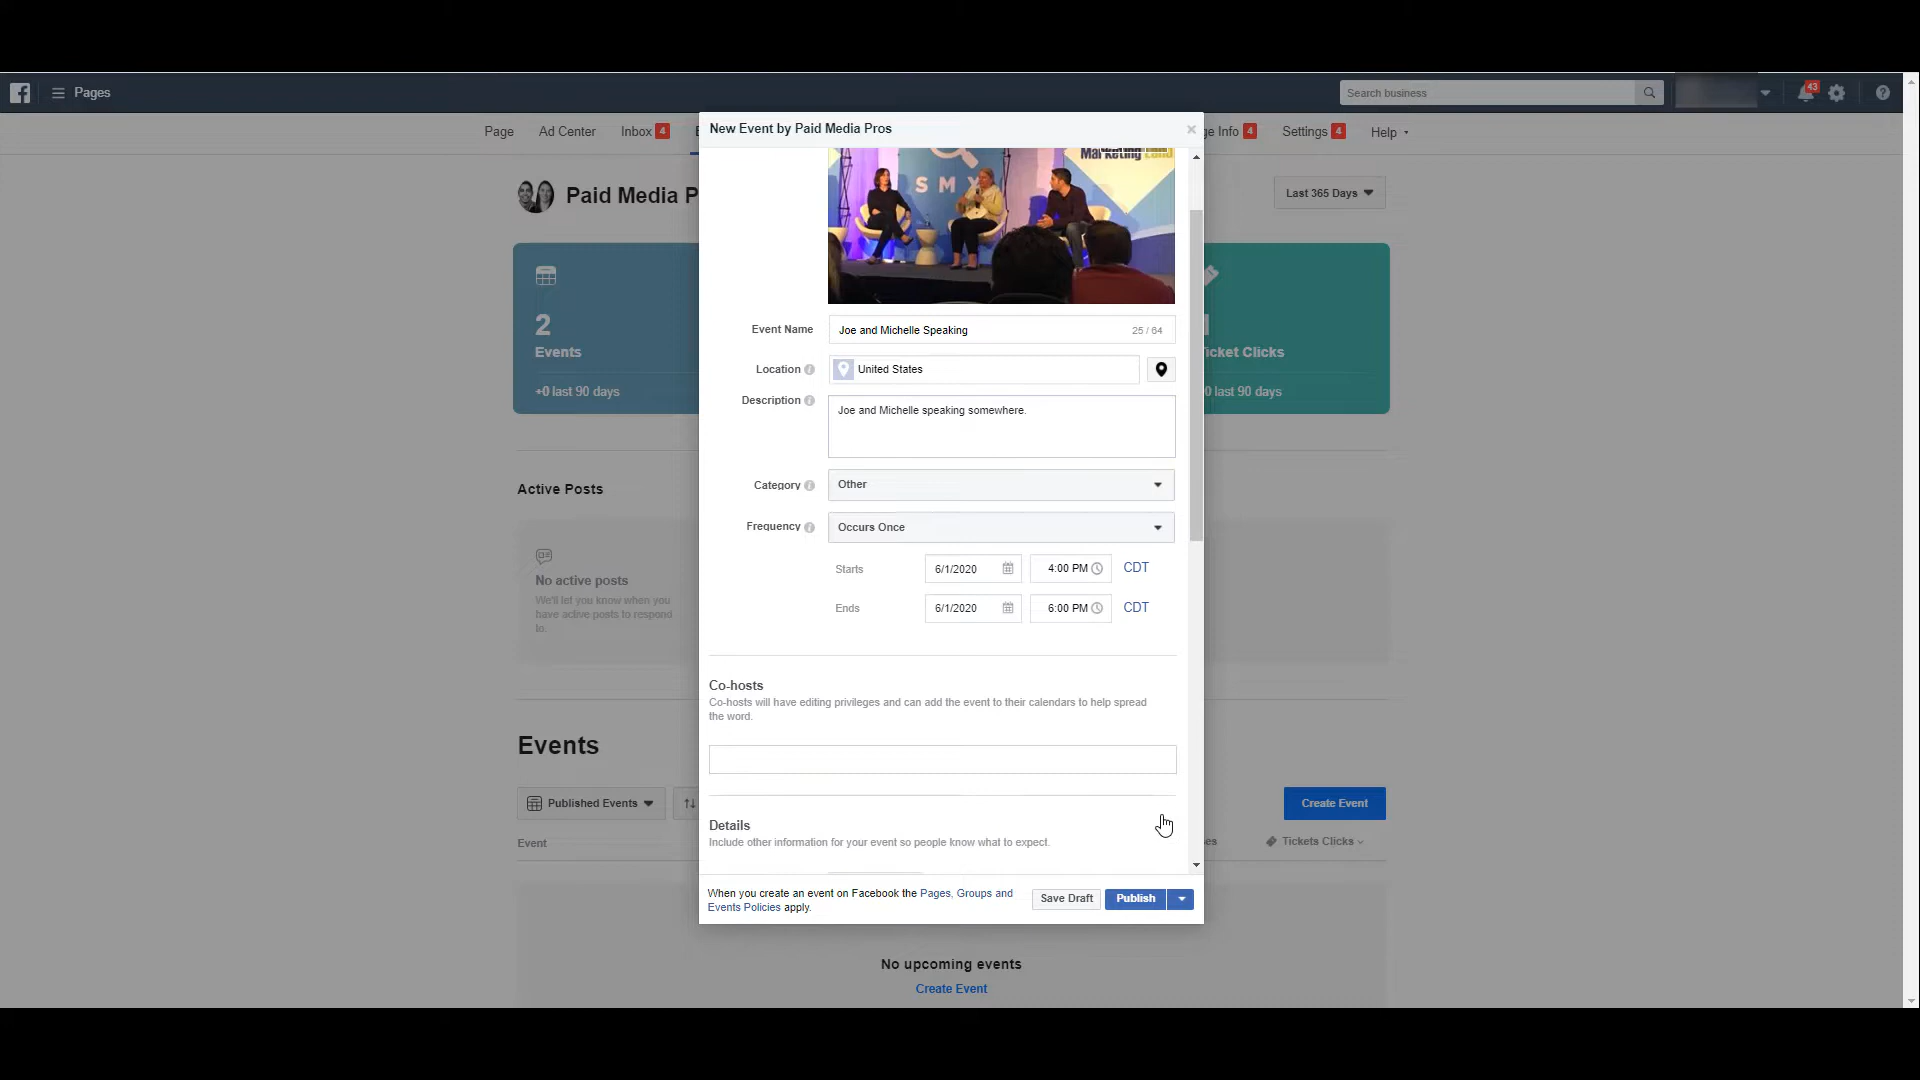 Pages
Search business
43
Page
Ad Center
Inbox 4
Info 4
Settings 4
Help
New Event by Paid Media Pros
Paid Media P
Last 365 Days
SMX
Marketing Land
2
Events
+0 last 90 days
Ticket Clicks
0 last 90 days
Event Name
Joe and Michelle Speaking
25 / 64
Location
United States
Description
Joe and Michelle speaking somewhere.
Category
Other
Frequency
Occurs Once
Starts
6/1/2020
4:00 PM
CDT
Ends
6/1/2020
6:00 PM
CDT
Active Posts
No active posts
We'll let you know when you
have active posts to respond
to.
Co-hosts
Co-hosts will have editing privileges and can add the event to their calendars to help spread
the word.
Events
Published Events
Create Event
Event
Tickets Clicks
Details
Include other information for your event so people know what to expect.
When you create an event on Facebook the Pages, Groups and
Events Policies apply.
Save Draft
Publish
No upcoming events
Create Event